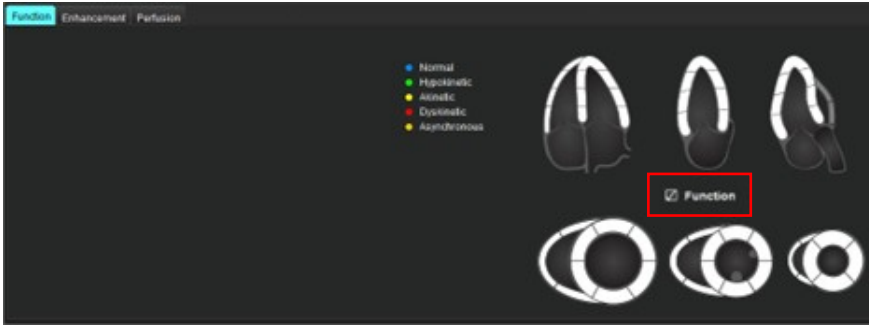 Function Enhancement Perfusion
Normal
Hypokinetic
Akinetic
Dyskinetic
Asynchronous
Function